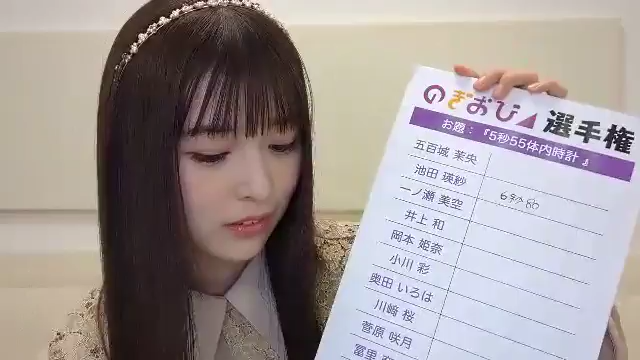 のぎおび選手権
お題：『5秒55体内時計』
五百城 茉央
池田 瑛紗 6秒80
一ノ瀬 美空
井上 和
岡本 姫奈
小川 彩
奥田 いろは
川﨑 桜
菅原 咲月
冨里